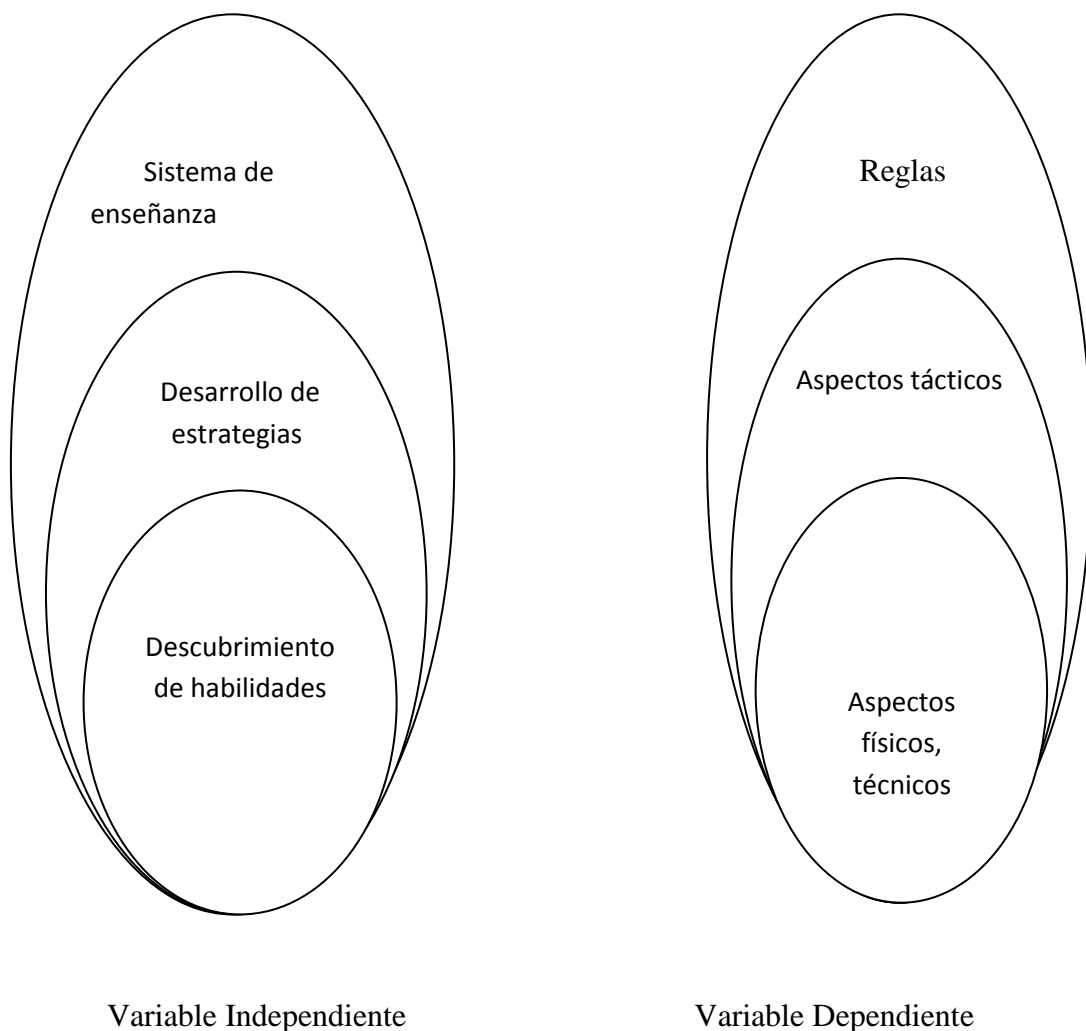 Sistema de
enseñanza
Desarrollo de
estrategias
Descubrimiento
de habilidades
Reglas
Aspectos tácticos
Aspectos
físicos,
técnicos
Variable Independiente
Variable Dependiente